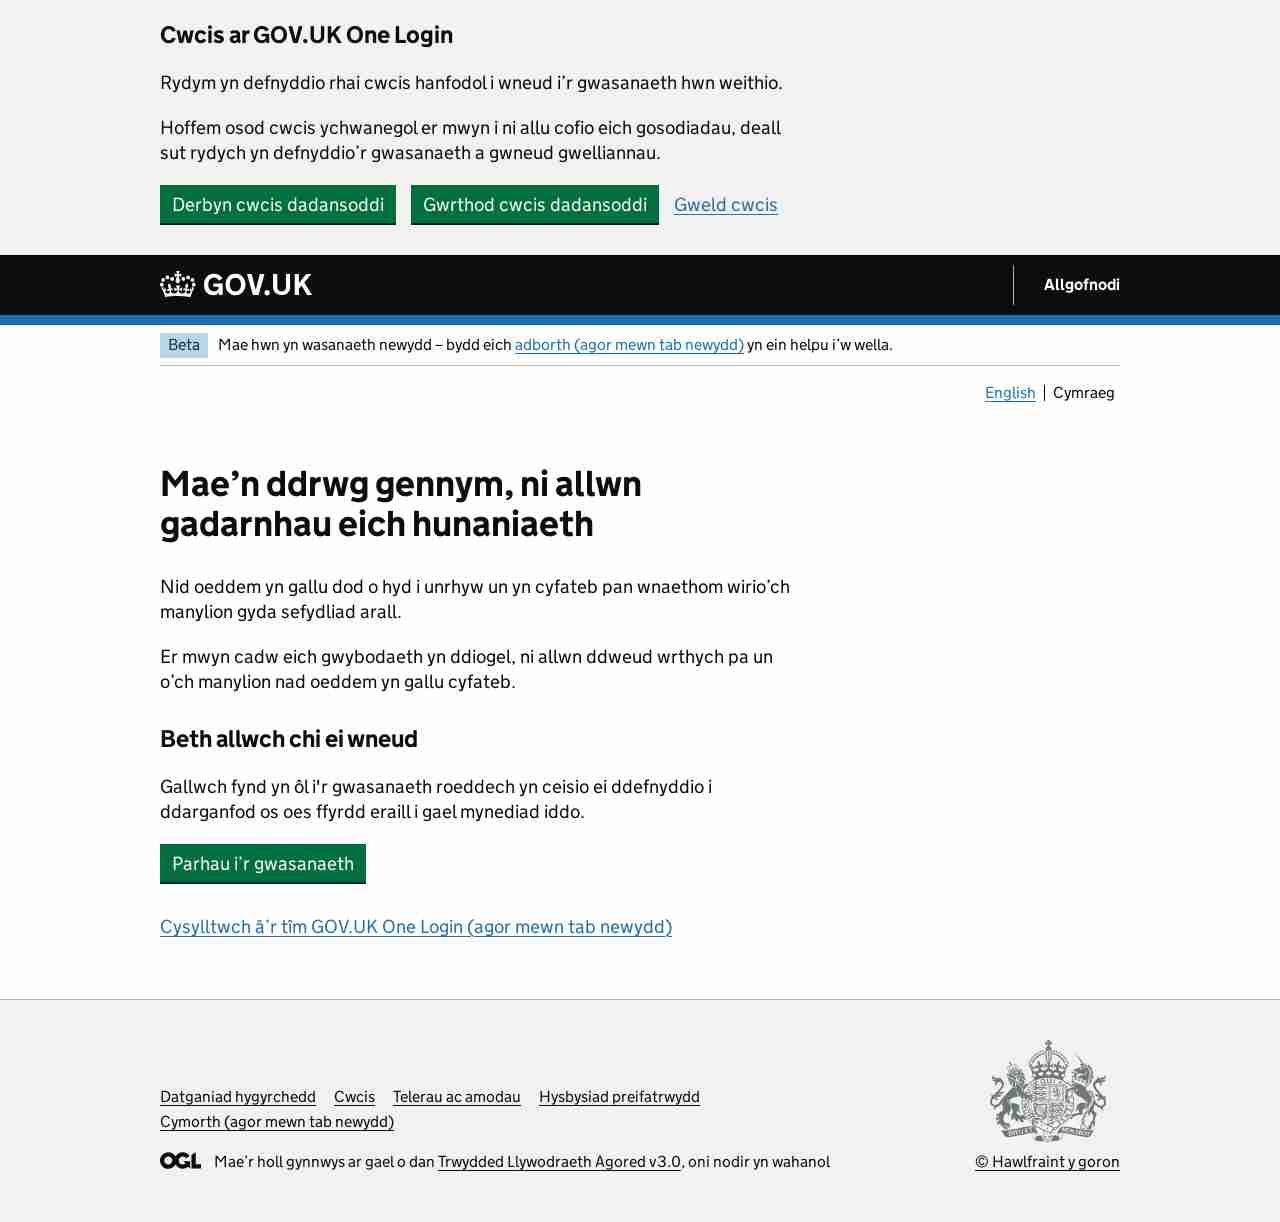 Cwcis ar GOV.UK One Login
Rydym yn defnyddio rhai cwcis hanfodol i wneud i’r gwasanaeth hwn weithio.
Hoffem osod cwcis ychwanegol er mwyn i ni allu cofio eich gosodiadau, deall
sut rydych yn defnyddio’r gwasanaeth a gwneud gwelliannau.
Derbyn cwcis dadansoddi Gwrthod cwcis dadansoddi Gweld cwcis
GOV.UK Allgofnodi
Beta Mae hwn yn wasanaeth newydd – bydd eich adborth (agor mewn tab newydd) yn ein helpu i’w wella.
English Cymraeg
Mae’n ddrwg gennym, ni allwn
gadarnhau eich hunaniaeth
Nid oeddem yn gallu dod o hyd i unrhyw un yn cyfateb pan wnaethom wirio’ch
manylion gyda sefydliad arall.
Er mwyn cadw eich gwybodaeth yn ddiogel, ni allwn ddweud wrthych pa un
o’ch manylion nad oeddem yn gallu cyfateb.
Beth allwch chi ei wneud
Gallwch fynd yn ôl i'r gwasanaeth roeddech yn ceisio ei ddefnyddio i
ddarganfod os oes ffyrdd eraill i gael mynediad iddo.
Parhau i’r gwasanaeth
Cysylltwch â’r tîm GOV.UK One Login (agor mewn tab newydd)
Datganiad hygyrchedd Cwcis Telerau ac amodau Hysbysiad preifatrwydd
Cymorth (agor mewn tab newydd)
OGL Mae’r holl gynnwys ar gael o dan Trwydded Llywodraeth Agored v3.0, oni nodir yn wahanol
© Hawlfraint y goron